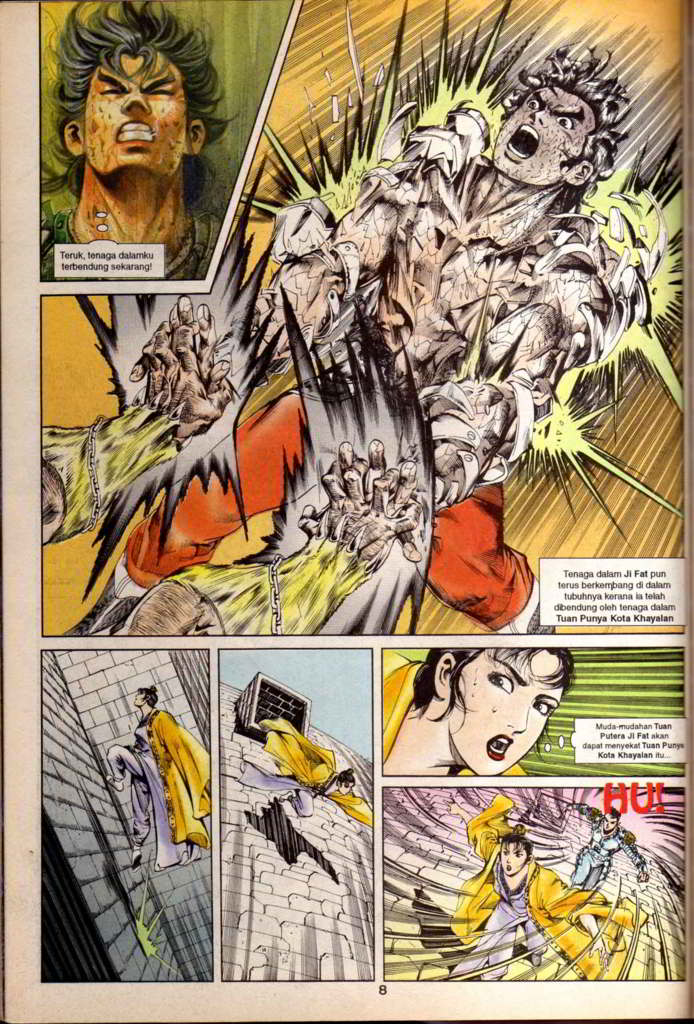 Teruk, tenaga dalamku
terbendung sekarang!
Tenaga dalam Ji Fat pun
terus berkembang di dalam
tubuhnya kerana ia telah
dibendung oleh tenaga dalam
Tuan Punya Kota Khayalan
Muda-mudahan Tuan
Putera Ji Fat akan
dapat menyekat Tuan Punya
Kota Khayalan itu...
HU!
8